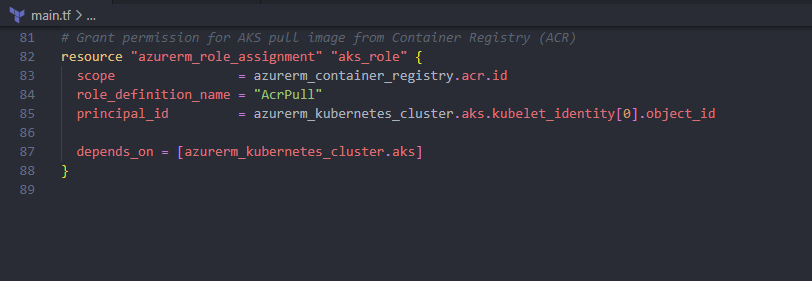 main.tf > ...
81 # Grant permission for AKS pull image from Container Registry (ACR)
82 resource "azurerm_role_assignment" "aks_role" {
83   scope                = azurerm_container_registry.acr.id
84   role_definition_name = "AcrPull"
85   principal_id         = azurerm_kubernetes_cluster.aks.kubelet_identity[0].object_id
86
87   depends_on = [azurerm_kubernetes_cluster.aks]
88 }
89